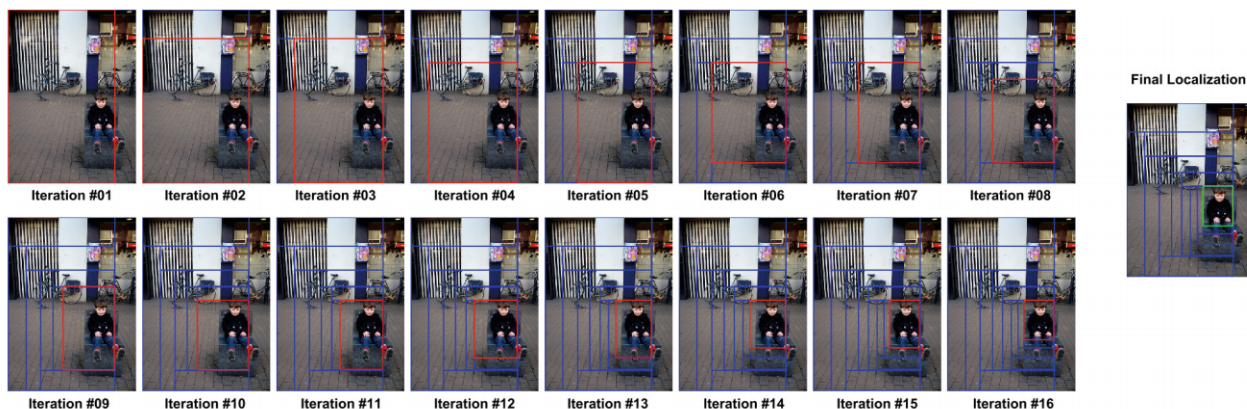 Iteration #01 Iteration #02 Iteration #03 Iteration #04 Iteration #05 Iteration #06 Iteration #07 Iteration #08
Final Localization
Iteration #09 Iteration #10 Iteration #11 Iteration #12 Iteration #13 Iteration #14 Iteration #15 Iteration #16